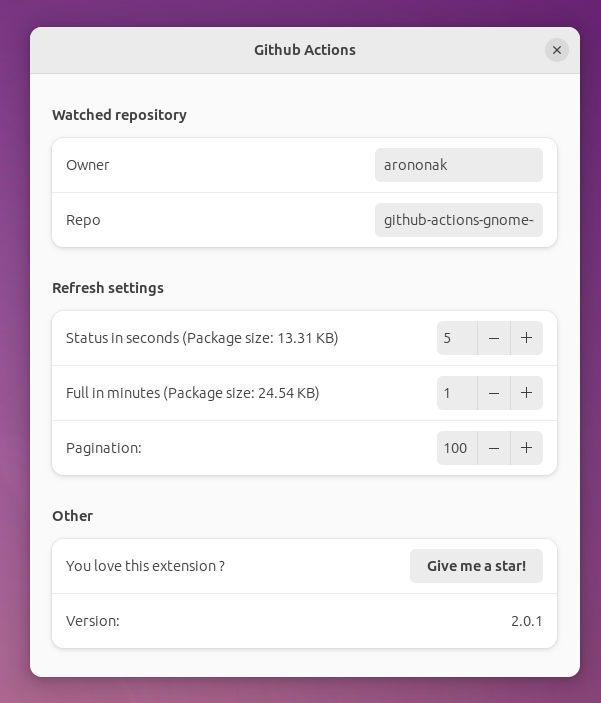 Github Actions
Watched repository
Owner arononak
Repo github-actions-gnome-
Refresh settings
Status in seconds (Package size: 13.31 KB) 5
Full in minutes (Package size: 24.54 KB) 1
Pagination: 100
Other
You love this extension ? Give me a star!
Version: 2.0.1